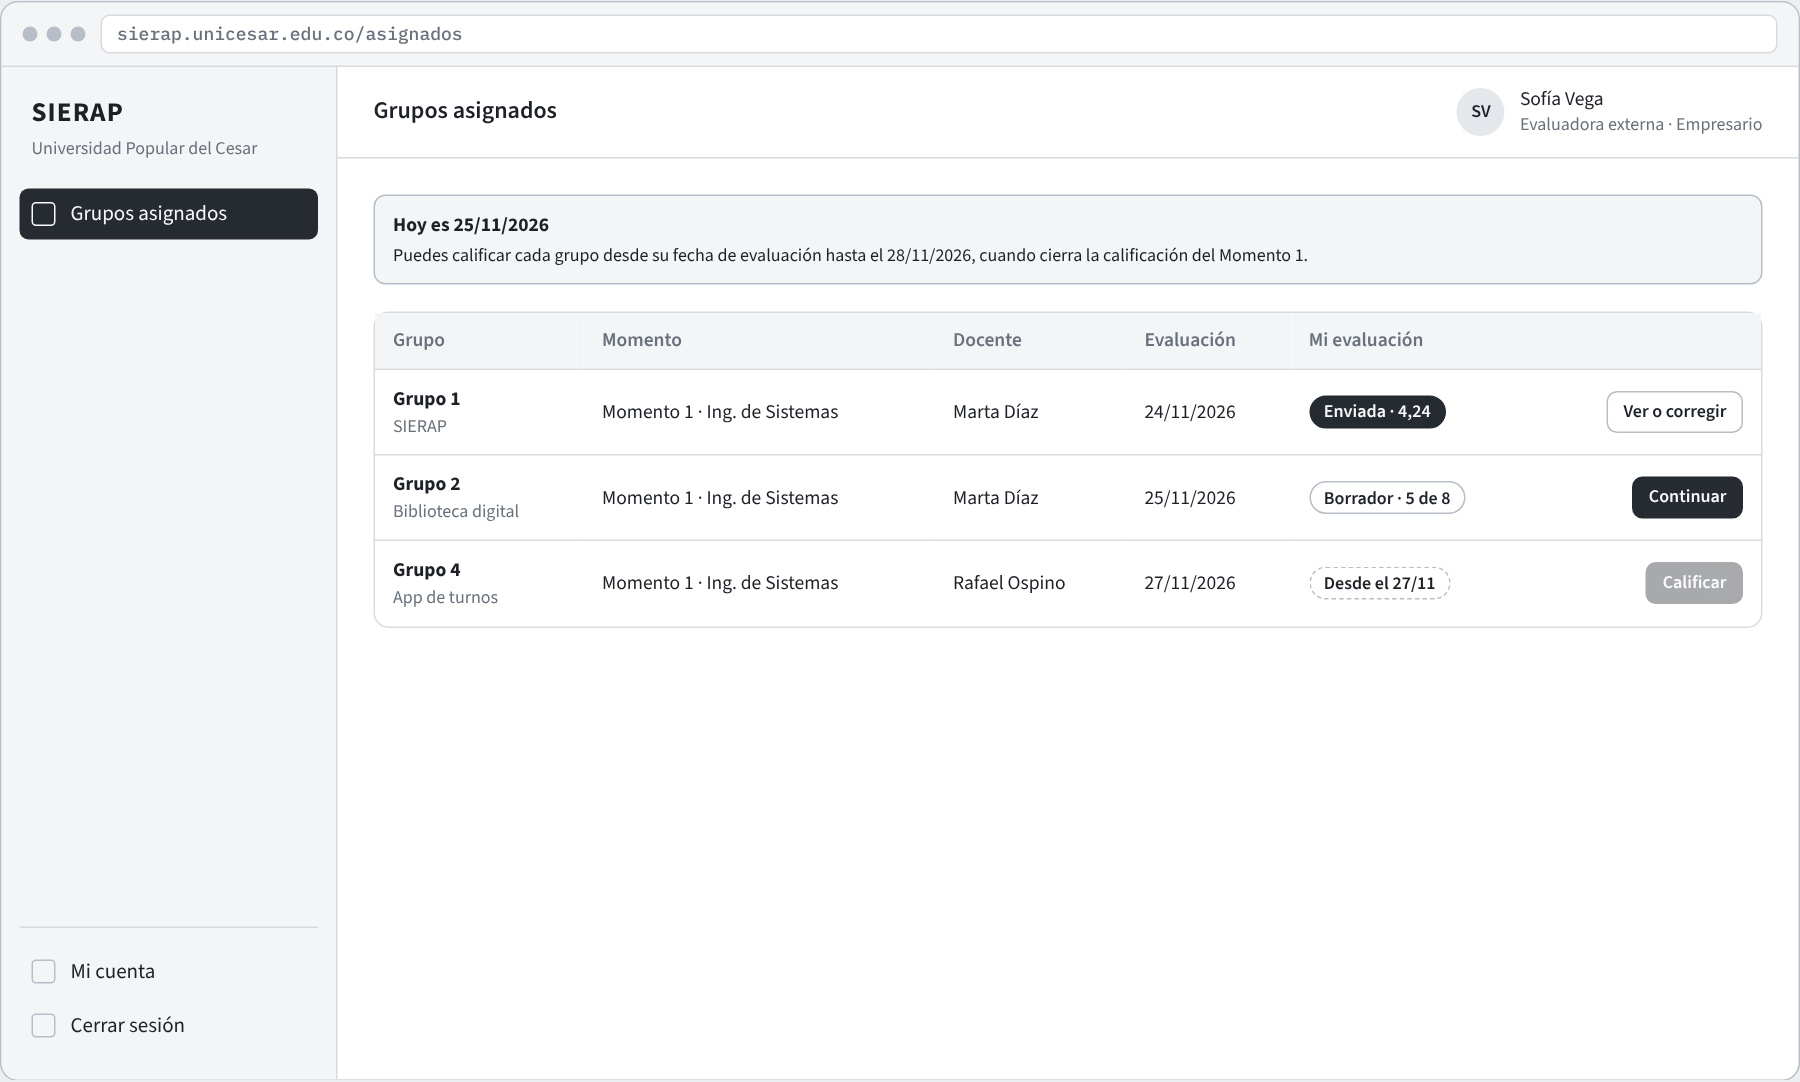 sierap.unicesar.edu.co/asignados
SIERAP
Universidad Popular del Cesar
Grupos asignados
Mi cuenta
Cerrar sesión
Grupos asignados
SV
Sofía Vega
Evaluadora externa · Empresario
Hoy es 25/11/2026
Puedes calificar cada grupo desde su fecha de evaluación hasta el 28/11/2026, cuando cierra la calificación del Momento 1.
Grupo Momento Docente Evaluación Mi evaluación
Grupo 1
SIERAP
Momento 1 · Ing. de Sistemas Marta Díaz 24/11/2026 Enviada · 4,24 Ver o corregir
Grupo 2
Biblioteca digital
Momento 1 · Ing. de Sistemas Marta Díaz 25/11/2026 Borrador · 5 de 8 Continuar
Grupo 4
App de turnos
Momento 1 · Ing. de Sistemas Rafael Ospino 27/11/2026 Desde el 27/11 Calificar